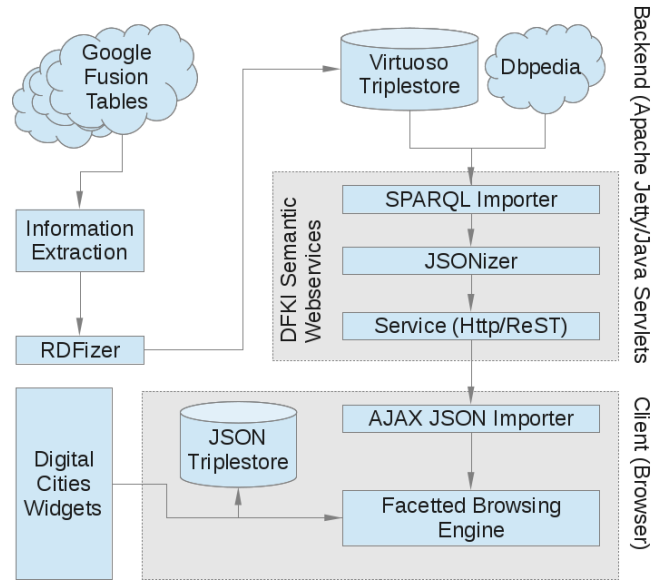 Google
Fusion
Tables
Virtuoso
Triplestore
Dbpedia
Backend (Apache Jetty/Java Servlets
Information
Extraction
RDFizer
DFKI Semantic
Webservices
SPARQL Importer
JSONizer
Service (Http/ReST)
Digital
Cities
Widgets
JSON
Triplestore
AJAX JSON Importer
Facetted Browsing
Engine
Client (Browser)